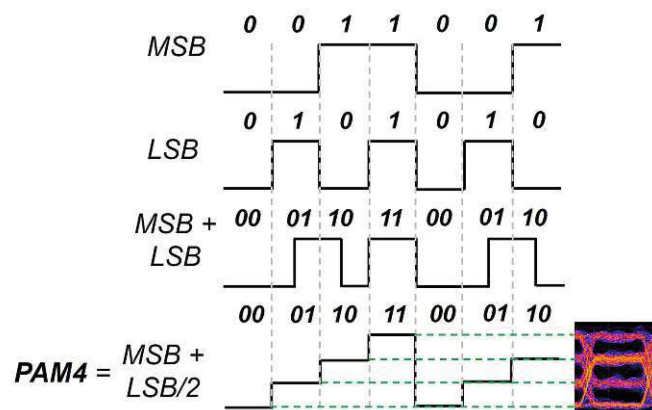 0 0 1 1 0 0 1
MSB
0 1 0 1 0 1 0
LSB
00 01 10 11 00 01 10
MSB +
LSB
00 01 10 11 00 01 10
PAM4 = MSB +
LSB/2